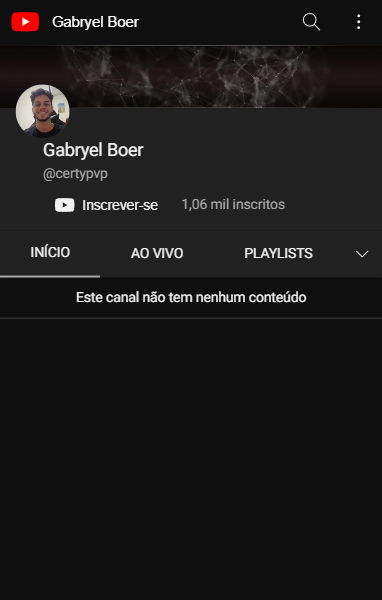 Gabryel Boer
Gabryel Boer
@certypvp
Inscrever-se 1,06 mil inscritos
INÍCIO AO VIVO PLAYLISTS
Este canal não tem nenhum conteúdo